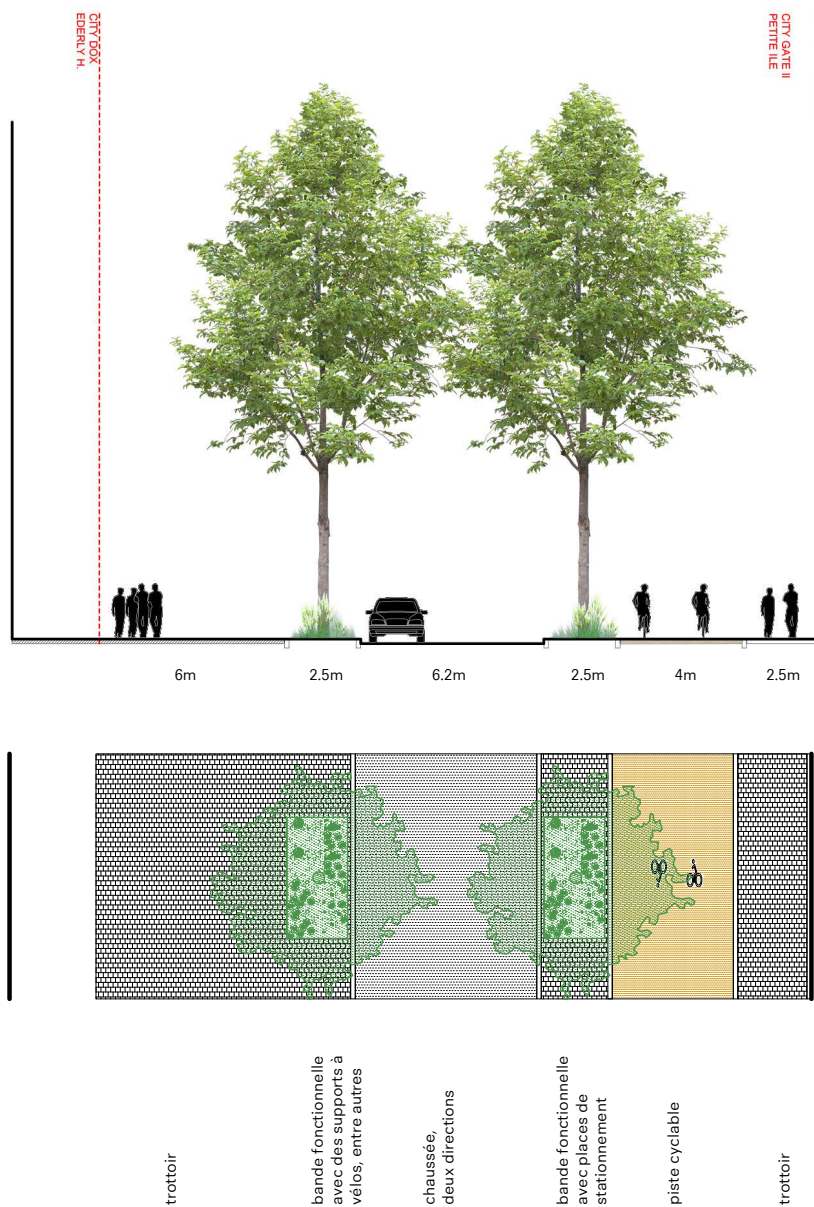 CITY DOX
EDERLY H.
CITY GATE II
PETITE ILE
6m
2.5m
6.2m
2.5m
4m
2.5m
trottoir
bande fonctionnelle
avec des supports à
vélos, entre autres
chaussée,
deux directions
bande fonctionnelle
avec places de
stationnement
piste cyclable
trottoir